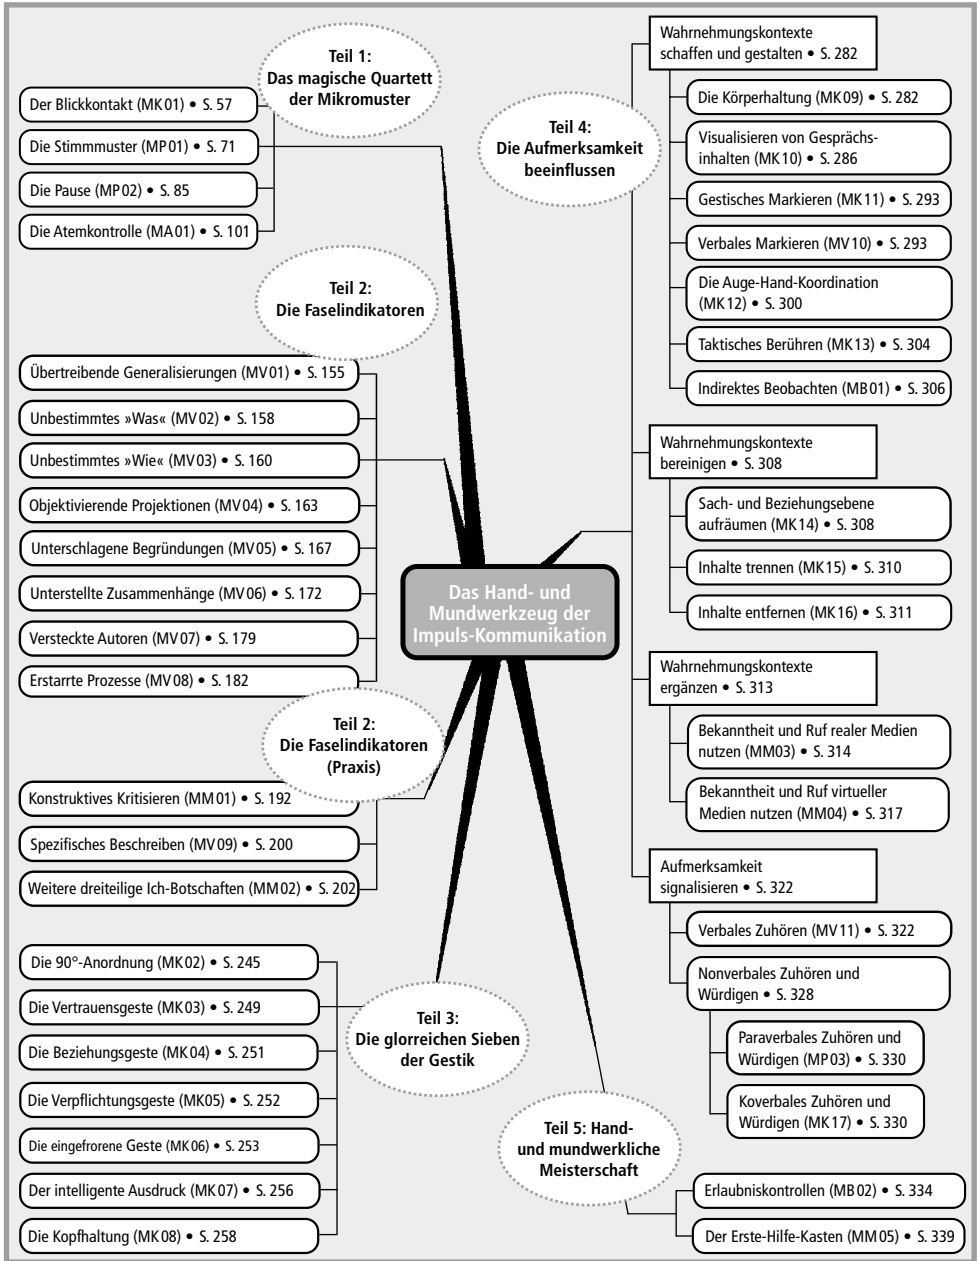 Teil 1:
Das magische Quartett
der Mikromuster
Der Blickkontakt (MK01) • S. 57
Die Stimmmuster (MP01) • S. 71
Die Pause (MP02) • S. 85
Die Atemkontrolle (MA01) • S. 101
Teil 2:
Die Faselindikatoren
Übertreibende Generalisierungen (MV01) • S. 155
Unbestimmtes »Was« (MV02) • S. 158
Unbestimmtes »Wie« (MV03) • S. 160
Objektivierende Projektionen (MV04) • S. 163
Unterschlagene Begründungen (MV05) • S. 167
Unterstellte Zusammenhänge (MV06) • S. 172
Versteckte Autoren (MV07) • S. 179
Erstarrte Prozesse (MV08) • S. 182
Teil 2:
Die Faselindikatoren
(Praxis)
Konstruktives Kritisieren (MM01) • S. 192
Spezifisches Beschreiben (MV09) • S. 200
Weitere dreiteilige Ich-Botschaften (MM02) • S. 202
Die 90°-Anordnung (MK02) • S. 245
Die Vertrauensgeste (MK03) • S. 249
Die Beziehungsgeste (MK04) • S. 251
Die Verpflichtungsgeste (MK05) • S. 252
Die eingefrorene Geste (MK06) • S. 253
Der intelligente Ausdruck (MK07) • S. 256
Die Kopfhaltung (MK08) • S. 258
Teil 3:
Die glorreichen Sieben
der Gestik
Das Hand- und
Mundwerkzeug der
Impuls-Kommunikation
Teil 4:
Die Aufmerksamkeit
beeinflussen
Wahrnehmungskontexte
schaffen und gestalten • S. 282
Die Körperhaltung (MK09) • S. 282
Visualisieren von Gesprächs-
inhalten (MK10) • S. 286
Gestisches Markieren (MK11) • S. 293
Verbales Markieren (MV10) • S. 293
Die Auge-Hand-Koordination
(MK12) • S. 300
Taktisches Berühren (MK13) • S. 304
Indirektes Beobachten (MB01) • S. 306
Wahrnehmungskontexte
bereinigen • S. 308
Sach- und Beziehungsebene
aufräumen (MK14) • S. 308
Inhalte trennen (MK15) • S. 310
Inhalte entfernen (MK16) • S. 311
Wahrnehmungskontexte
ergänzen • S. 313
Bekanntheit und Ruf realer Medien
nutzen (MM03) • S. 314
Bekanntheit und Ruf virtueller
Medien nutzen (MM04) • S. 317
Aufmerksamkeit
signalisieren • S. 322
Verbales Zuhören (MV11) • S. 322
Nonverbales Zuhören und
Würdigen • S. 328
Paraverbales Zuhören und
Würdigen (MP03) • S. 330
Koverbales Zuhören und
Würdigen (MK17) • S. 330
Teil 5: Hand-
und mundwerkliche
Meisterschaft
Erlaubniskontrollen (MB02) • S. 334
Der Erste-Hilfe-Kasten (MM05) • S. 339